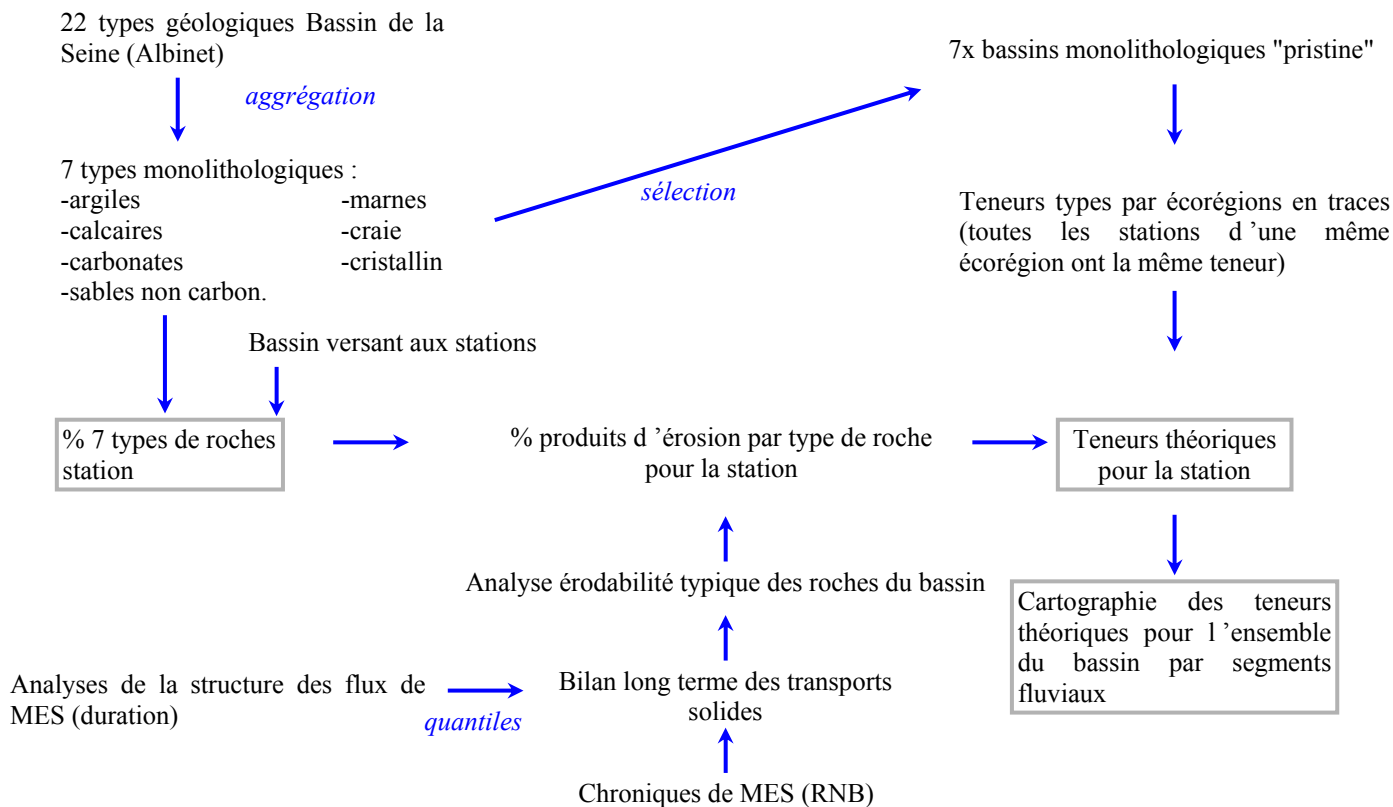 22 types géologiques Bassin de la
Seine (Albinet)
aggrégation
7 types monolithologiques :
-argiles
-marnes
-calcaires
-craie
-carbonates
-cristallin
-sables non carbon.
sélection
7x bassins monolithologiques "pristine"
Teneurs types par écorégions en traces
(toutes les stations d 'une même
écorégion ont la même teneur)
Bassin versant aux stations
% 7 types de roches
station
% produits d 'érosion par type de roche
pour la station
Teneurs théoriques
pour la station
Analyse érodabilité typique des roches du bassin
Cartographie des teneurs
théoriques pour l 'ensemble
du bassin par segments
fluviaux
Analyses de la structure des flux de
MES (duration)
quantiles
Bilan long terme des transports
solides
Chroniques de MES (RNB)